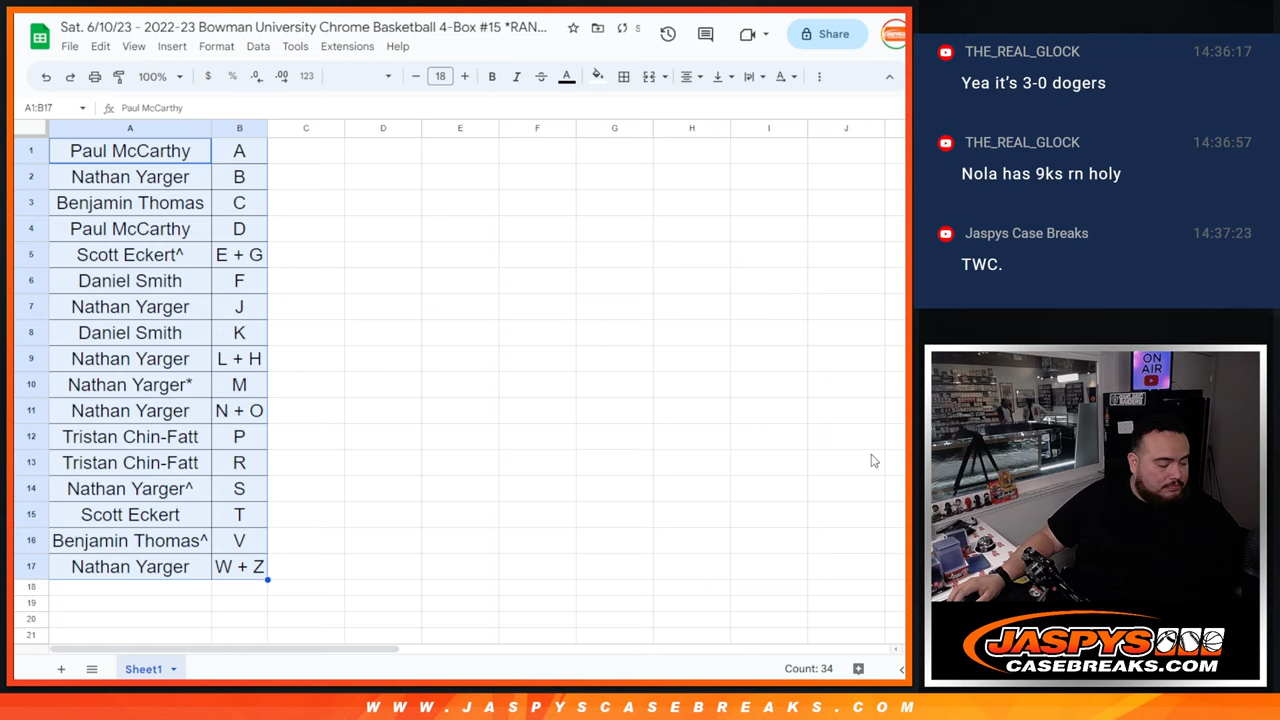 Sat. 6/10/23 - 2022-23 Bowman University Chrome Basketball 4-Box #15 *RAN...
S
Share
File Edit View Insert Format Data Tools Extensions Help
100% $ % .0 .00 123 18 B I A
A1:B17 fx Paul McCarthy
A B C D E F G H I J
1 Paul McCarthy A
2 Nathan Yarger B
3 Benjamin Thomas C
4 Paul McCarthy D
5 Scott Eckert^ E + G
6 Daniel Smith F
7 Nathan Yarger J
8 Daniel Smith K
9 Nathan Yarger L + H
10 Nathan Yarger* M
11 Nathan Yarger N + O
12 Tristan Chin-Fatt P
13 Tristan Chin-Fatt R
14 Nathan Yarger^ S
15 Scott Eckert T
16 Benjamin Thomas^ V
17 Nathan Yarger W + Z
18
19
20
21
Sheet1 Count: 34
THE_REAL_GLOCK 14:36:17
Yea it's 3-0 dogers
THE_REAL_GLOCK 14:36:57
Nola has 9ks rn holy
Jaspys Case Breaks 14:37:23
TWC.
ON
AIR
JASPYS
CASEBREAKS.COM
WWW.JASPYSCASEBREAKS.COM